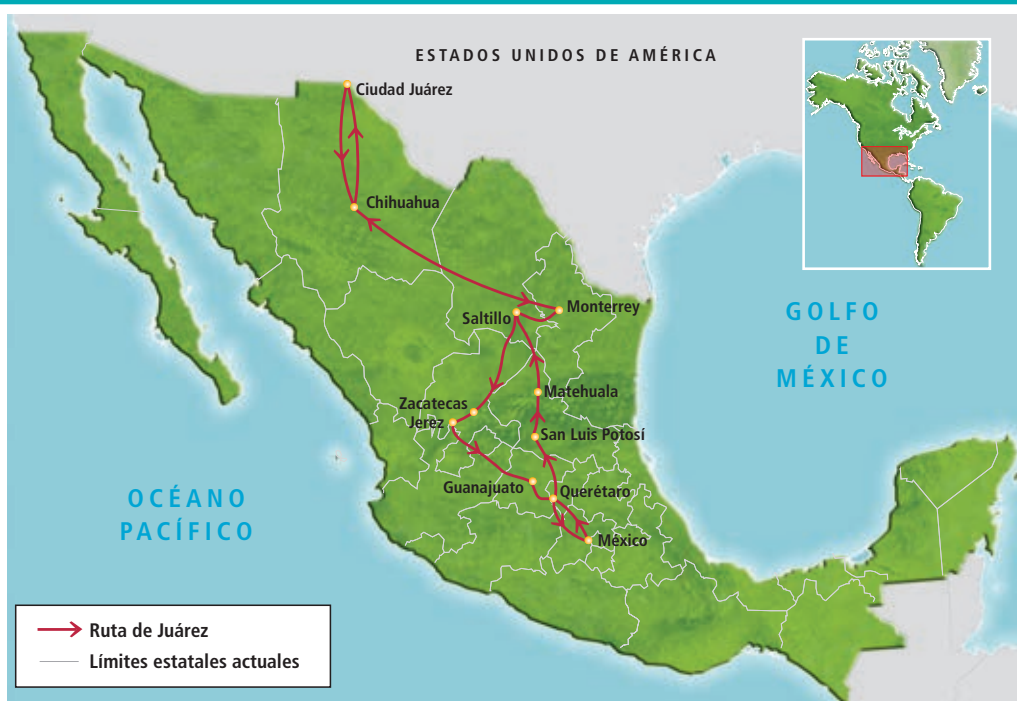 ESTADOS UNIDOS DE AMÉRICA
Ciudad Juárez
Chihuahua
Monterrey
Saltillo
GOLFO
DE
MÉXICO
Matehuala
Zacatecas
Jerez
San Luis Potosí
Guanajuato
Querétaro
OCÉANO
PACÍFICO
México
Ruta de Juárez
Límites estatales actuales